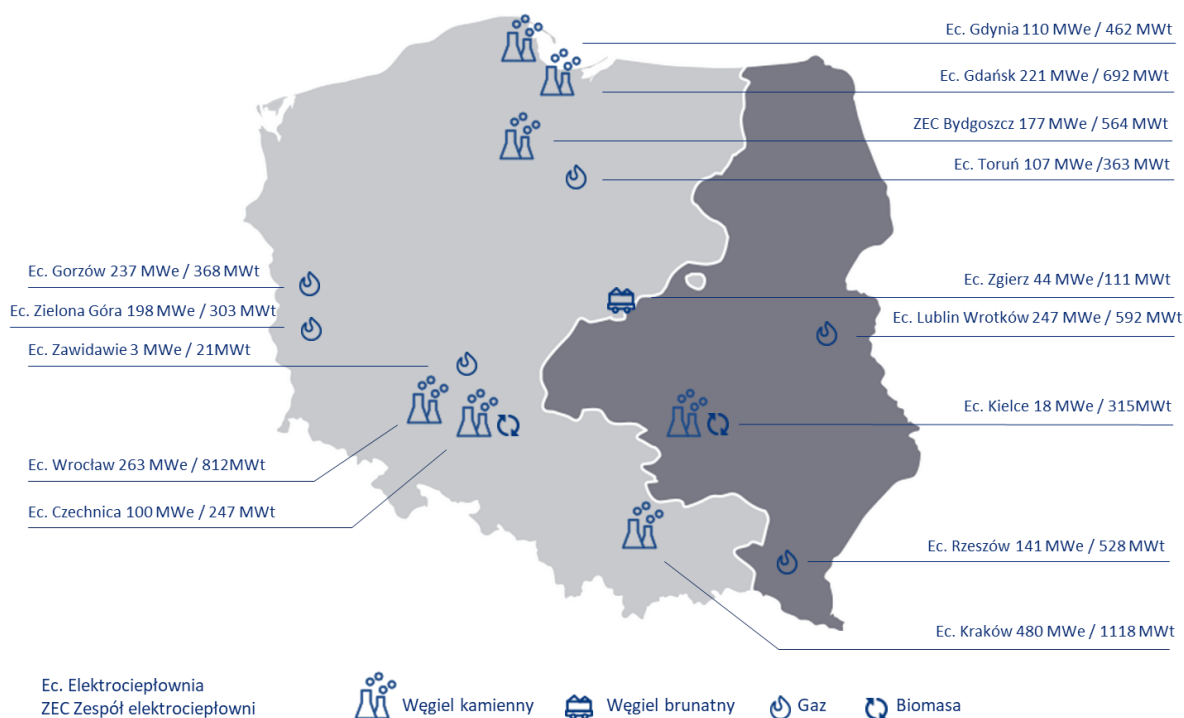 Ec. Gdynia 110 MWe / 462 MWt
Ec. Gdańsk 221 MWe / 692 MWt
ZEC Bydgoszcz 177 MWe / 564 MWt
Ec. Toruń 107 MWe /363 MWt
Ec. Gorzów 237 MWe / 368 MWt
Ec. Zielona Góra 198 MWe / 303 MWt
Ec. Zawidawie 3 MWe / 21MWt
Ec. Wrocław 263 MWe / 812MWt
Ec. Czechnica 100 MWe / 247 MWt
Ec. Zgierz 44 MWe /111 MWt
Ec. Lublin Wrotków 247 MWe / 592 MWt
Ec. Kielce 18 MWe / 315MWt
Ec. Rzeszów 141 MWe / 528 MWt
Ec. Kraków 480 MWe / 1118 MWt
Ec. Elektrociepłownia
ZEC Zespół elektrociepłowni
Węgiel kamienny
Węgiel brunatny
Gaz
Biomasa